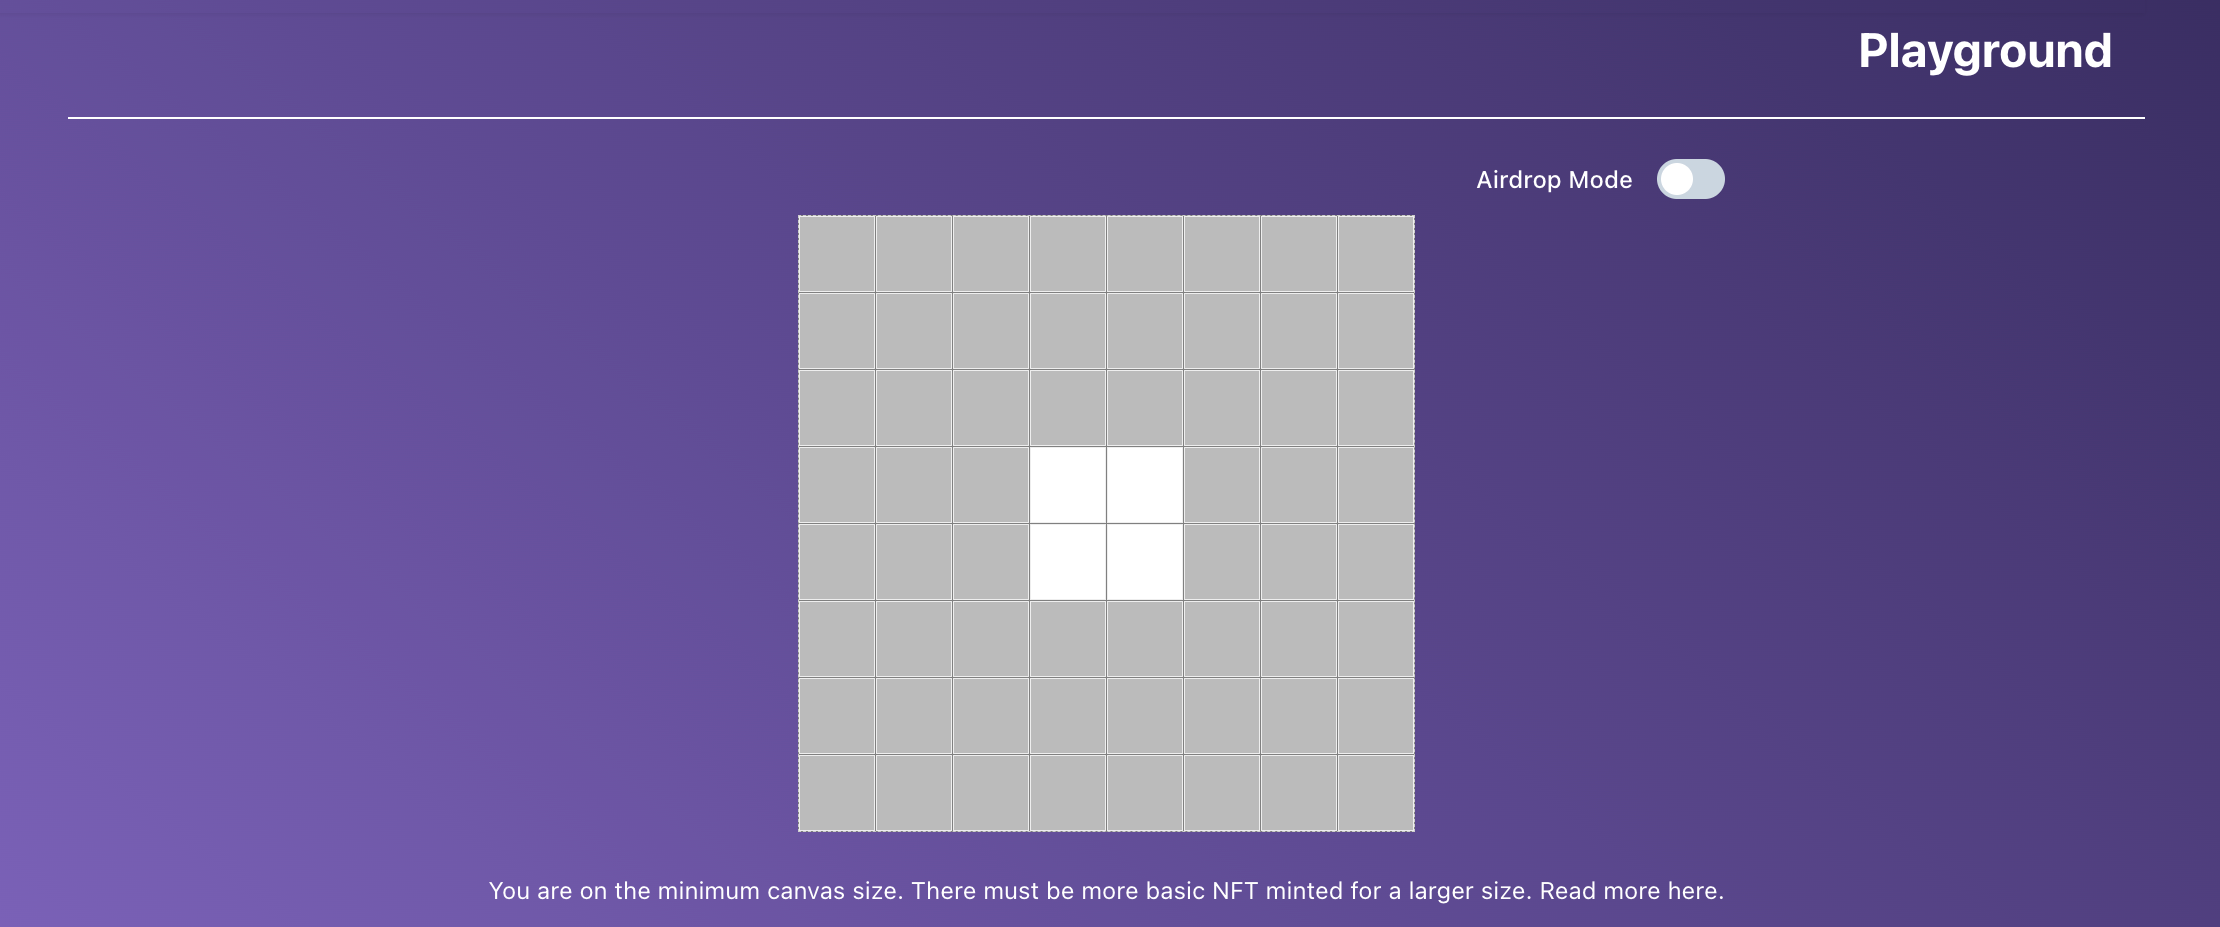 Playground
Airdrop Mode
You are on the minimum canvas size. There must be more basic NFT minted for a larger size. Read more here.